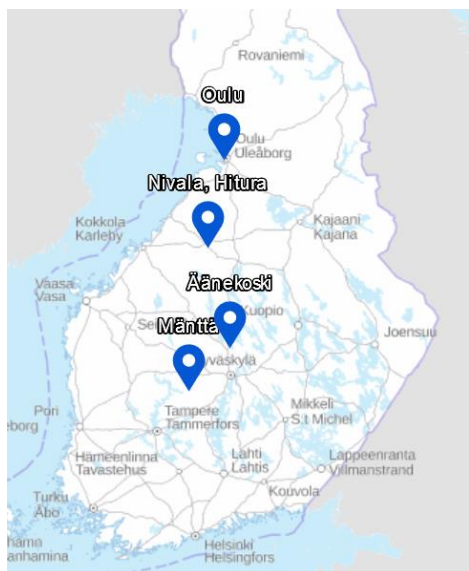 Rovaniemi
Oulu
Oulu
Uleåborg
Nivala, Hitura
Kokkola
Karleby
Kajaani
Kajana
Äänekoski
Vaasa
Vasa
Kuopio
Mänttä
Joensuu
Pori
Tampere
Tammerfors
Mikkeli
S:t Michel
Hämeenlinna
Tavastehus
Lahti
Lahtis
Lappeenranta
Villmanstrand
Kouvola
Turku
Åbo
Helsinki
Helsingfors